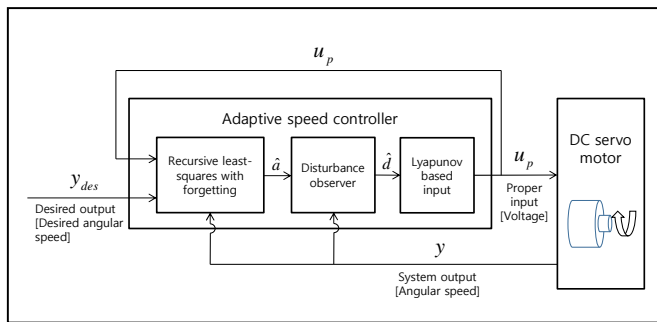 u_p
Adaptive speed controller
DC servo
motor
Recursive least-
squares with
forgetting
â
Disturbance
observer
d̂
Lyapunov
based
input
u_p
Proper
input
[Voltage]
y_des
Desired output
[Desired angular
speed]
y
System output
[Angular speed]